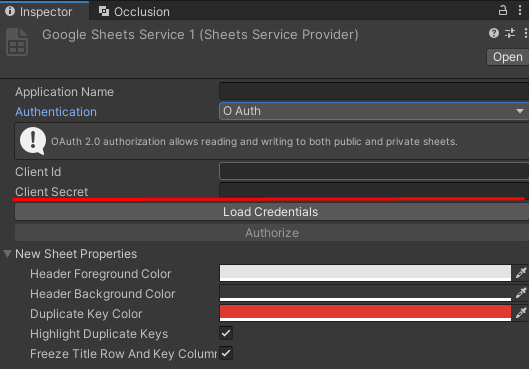 Inspector
Occlusion
Google Sheets Service 1 (Sheets Service Provider)
Open
Application Name
Authentication
O Auth
OAuth 2.0 authorization allows reading and writing to both public and private sheets.
Client Id
Client Secret
Load Credentials
Authorize
New Sheet Properties
Header Foreground Color
Header Background Color
Duplicate Key Color
Highlight Duplicate Keys
Freeze Title Row And Key Column